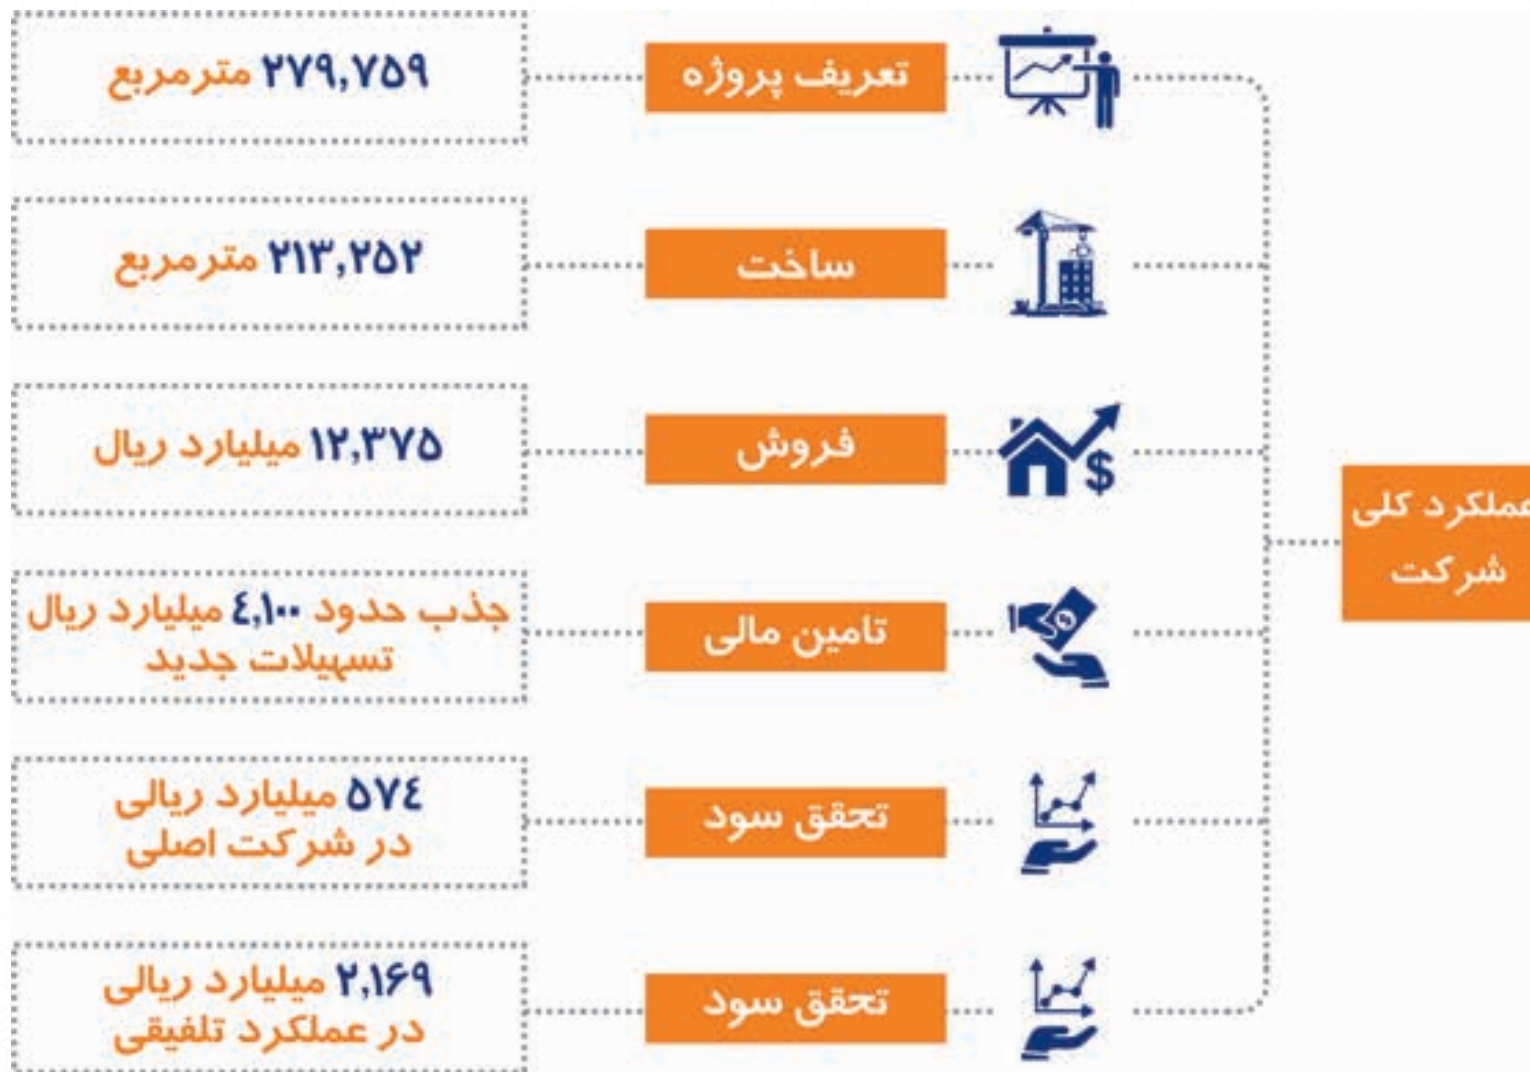 عملکرد کلی
شرکت
تعریف پروژه
۲۷۹,۷۵۹ مترمربع
ساخت
۲۱۳,۲۵۲ مترمربع
فروش
۱۲,۳۷۵ میلیارد ریال
تامین مالی
جذب حدود ٤,۱۰۰ میلیارد ریال
تسهیلات جدید
تحقق سود
۵۷٤ میلیارد ریالی
در شرکت اصلی
تحقق سود
۲,۱۶۹ میلیارد ریالی
در عملکرد تلفیقی
$